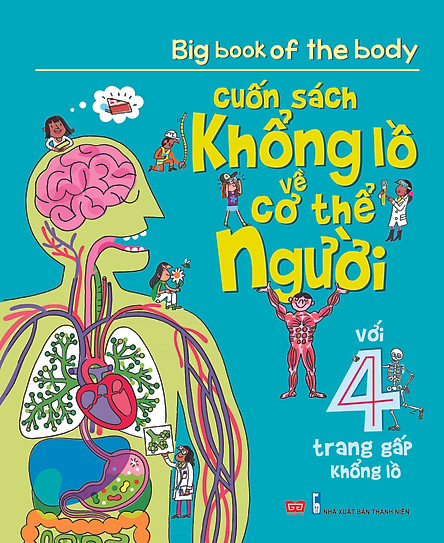 Big book of the body
cuốn sách
Khổng lồ
về
cơ thể
người
với
4
trang gấp
khổng lồ
NHÀ XUẤT BẢN THANH NIÊN